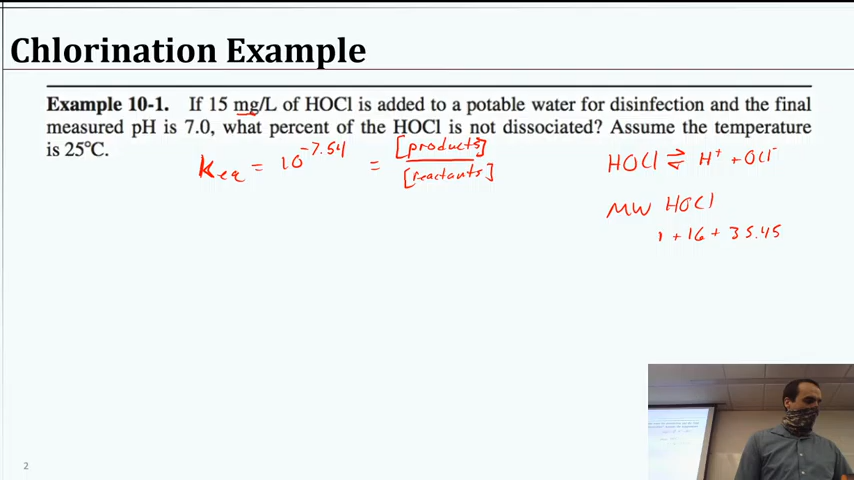 Chlorination Example
Example 10-1. If 15 mg/L of HOCl is added to a potable water for disinfection and the final
measured pH is 7.0, what percent of the HOCl is not dissociated? Assume the temperature
is 25°C.
Keq = 10^-7.54 = [products] / [reactants]
HOCl ⇌ H+ + OCl-
MW HOCl
1 + 16 + 35.45
2